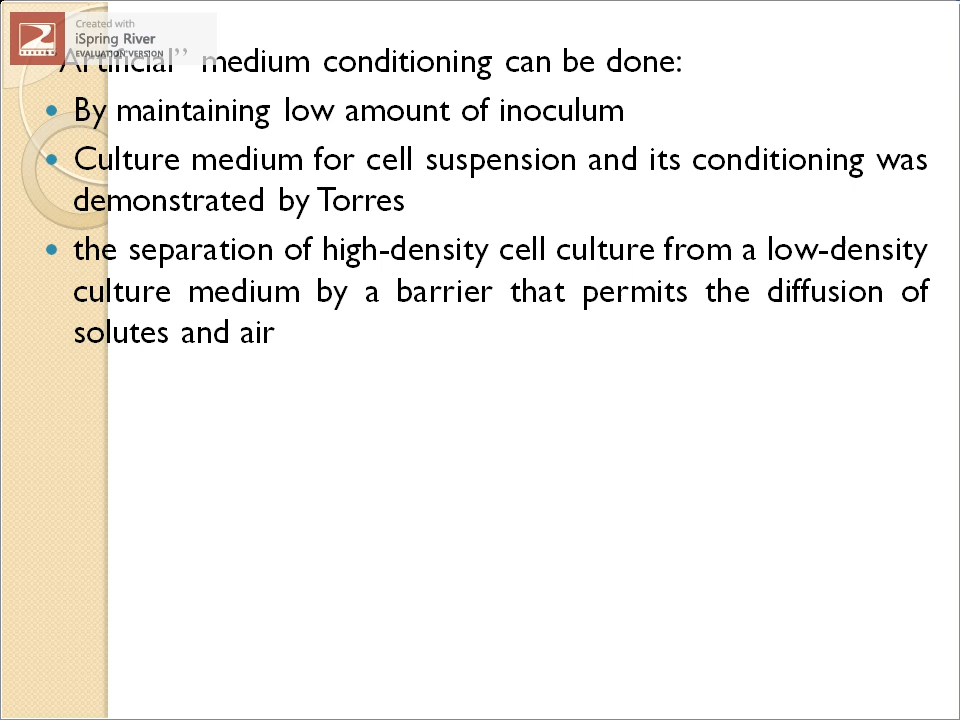 Created with
iSpring River
EVALUATION VERSION
"Artificial" medium conditioning can be done:
• By maintaining low amount of inoculum
• Culture medium for cell suspension and its conditioning was
demonstrated by Torres
• the separation of high-density cell culture from a low-density
culture medium by a barrier that permits the diffusion of
solutes and air